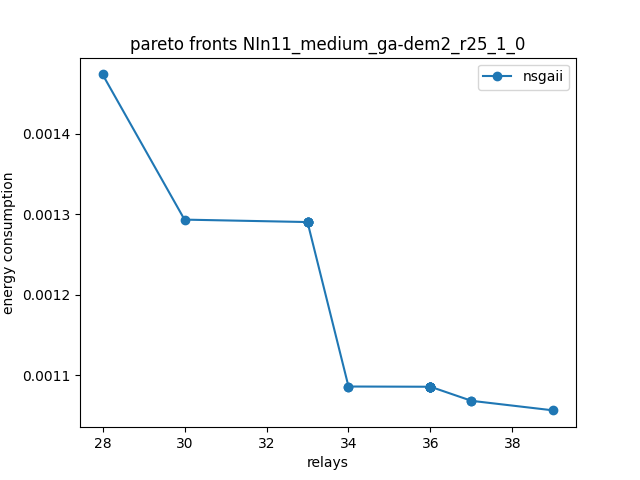 pareto fronts NIn11_medium_ga-dem2_r25_1_0
nsgaii
energy consumption
0.0014
0.0013
0.0012
0.0011
28 30 32 34 36 38
relays